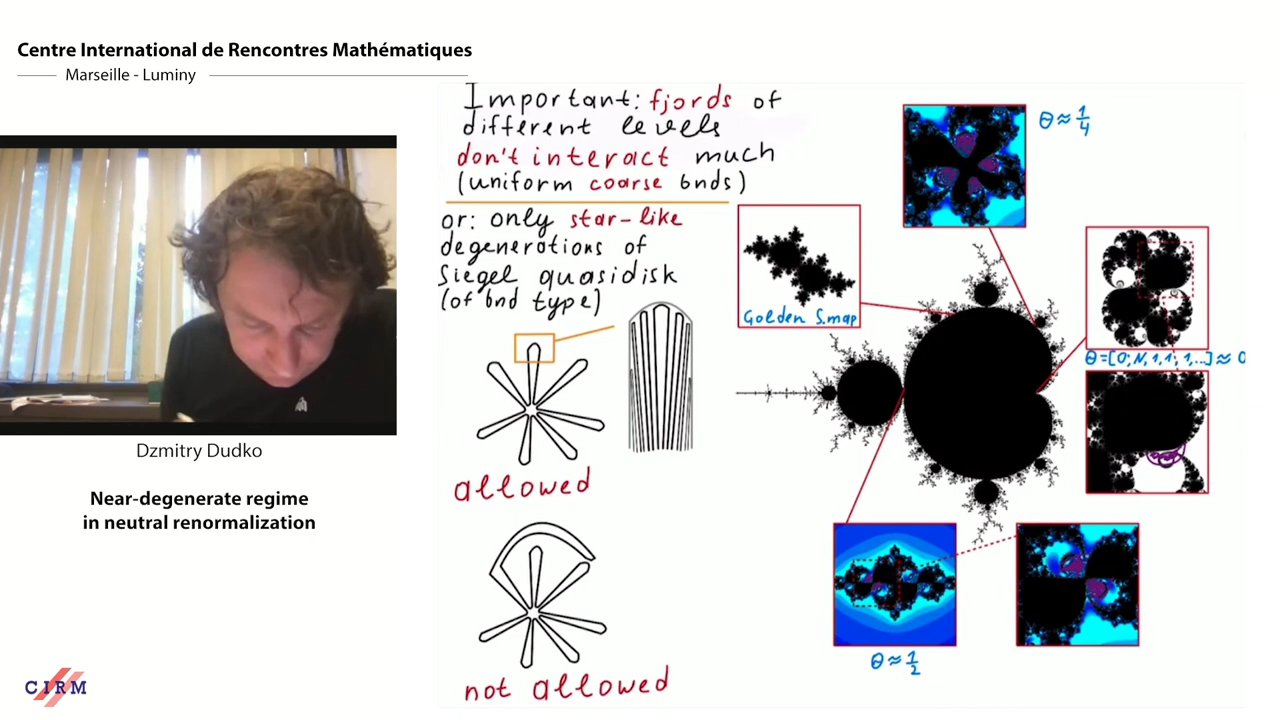 Centre International de Rencontres Mathématiques
Marseille - Luminy
Dzmitry Dudko
Near-degenerate regime
in neutral renormalization
CIRM
Important: fjords of
different levels
don't interact much
(uniform coarse bnds)
or: only star-like
degenerations of
Siegel quasidisk
(of bnd type)
allowed
not allowed
θ≈1/4
Golden S.map
θ=[0;N,1,1,1,...]≈0
θ≈1/2